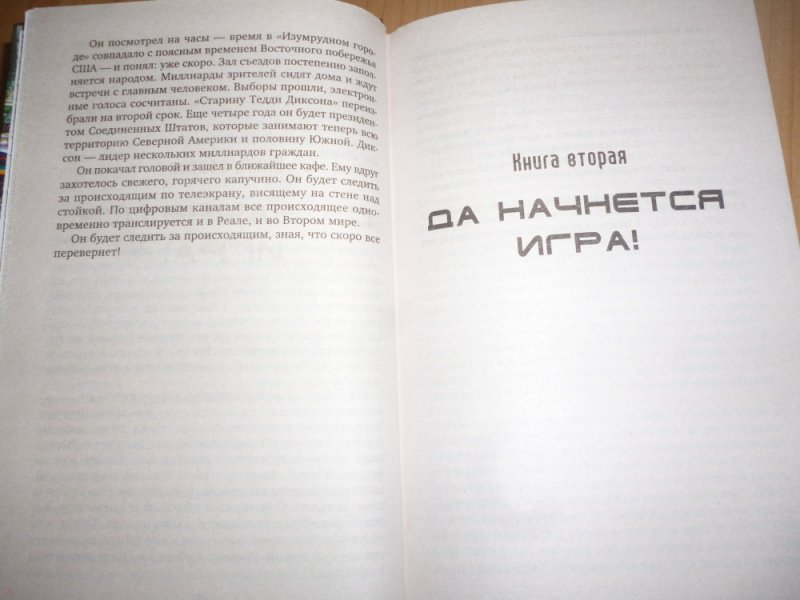 Он посмотрел на часы — время в «Изумрудном горо-
де» совпадало с поясным временем Восточного побережья
США — и понял: уже скоро. Зал съездов постепенно запол-
няется народом. Миллиарды зрителей сидят дома и ждут
встречи с главным человеком. Выборы прошли, электрон-
ные голоса сосчитаны. «Старину Тедди Диксона» переиз-
брали на второй срок. Еще четыре года он будет президен-
том Соединенных Штатов, которые занимают теперь всю
территорию Северной Америки и половину Южной. Дик-
сон — лидер нескольких миллиардов граждан.
Он покачал головой и зашел в ближайшее кафе. Ему вдруг
захотелось свежего, горячего капучино. Он будет следить
за происходящим по телеэкрану, висящему на стене над
стойкой. По цифровым каналам все происходящее одно-
временно транслируется и в Реале, и во Втором мире.
Он будет следить за происходящим, зная, что скоро все
перевернет!
Книга вторая
ДА НАЧНЕТСЯ
ИГРА!